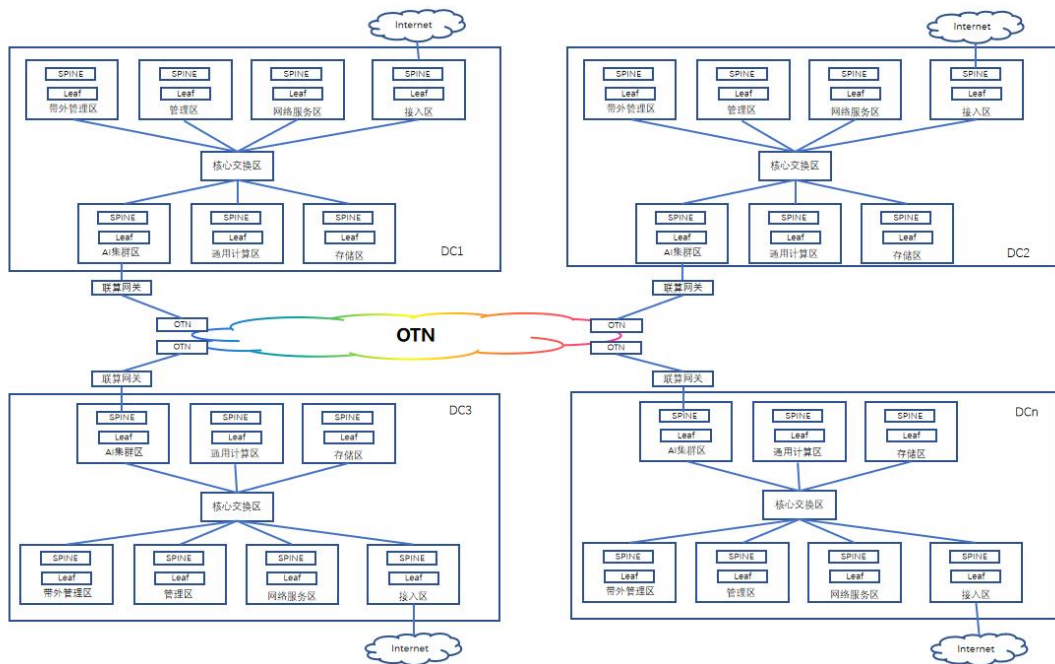 Internet
Internet
SPINE
SPINE
SPINE
SPINE
Leaf
Leaf
Leaf
Leaf
带外管理区
管理区
网络服务区
接入区
核心交换区
SPINE
SPINE
SPINE
Leaf
Leaf
Leaf
AI集群区
通用计算区
存储区
DC1
SPINE
SPINE
SPINE
SPINE
Leaf
Leaf
Leaf
Leaf
带外管理区
管理区
网络服务区
接入区
核心交换区
SPINE
SPINE
SPINE
Leaf
Leaf
Leaf
AI集群区
通用计算区
存储区
DC2
联算网关
联算网关
OTN
OTN
OTN
OTN
OTN
联算网关
联算网关
DC3
SPINE
SPINE
SPINE
Leaf
Leaf
Leaf
AI集群区
通用计算区
存储区
核心交换区
SPINE
SPINE
SPINE
SPINE
Leaf
Leaf
Leaf
Leaf
带外管理区
管理区
网络服务区
接入区
Internet
DCn
SPINE
SPINE
SPINE
Leaf
Leaf
Leaf
AI集群区
通用计算区
存储区
核心交换区
SPINE
SPINE
SPINE
SPINE
Leaf
Leaf
Leaf
Leaf
带外管理区
管理区
网络服务区
接入区
Internet